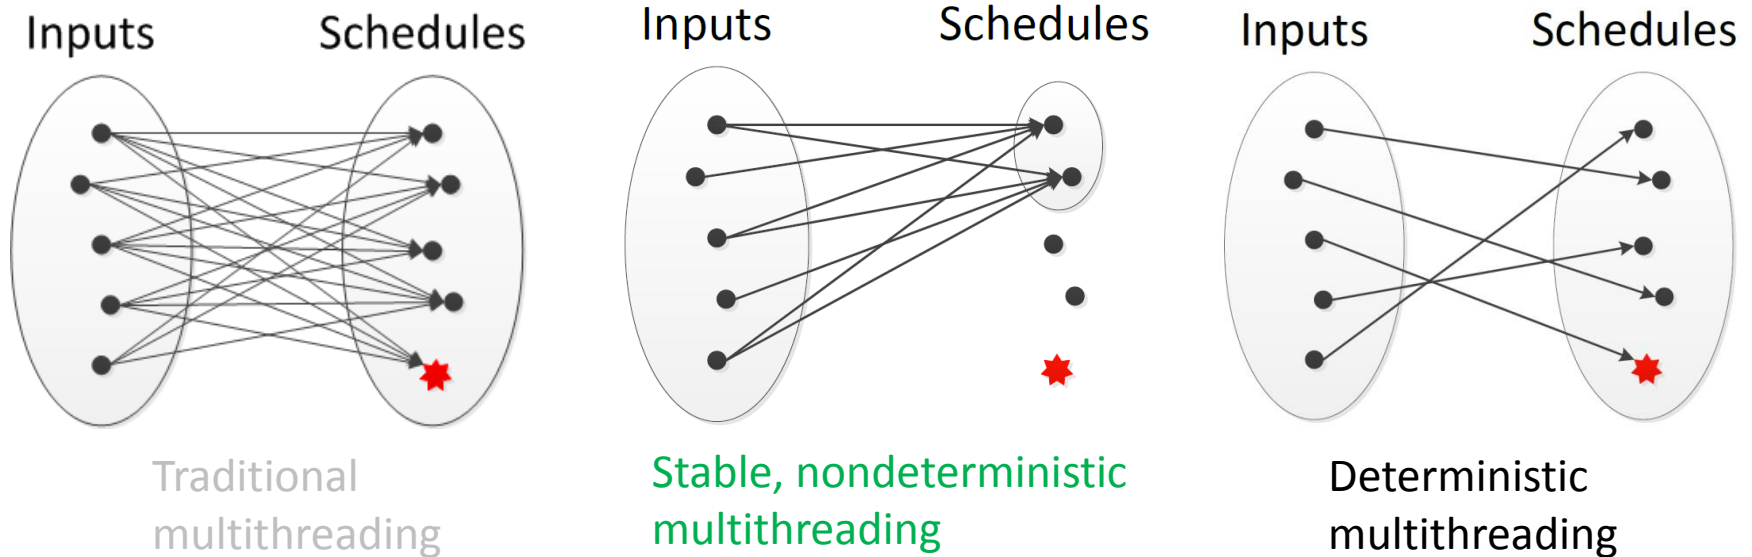 Inputs Schedules
Inputs Schedules
Inputs Schedules
Traditional
multithreading
Stable, nondeterministic
multithreading
Deterministic
multithreading